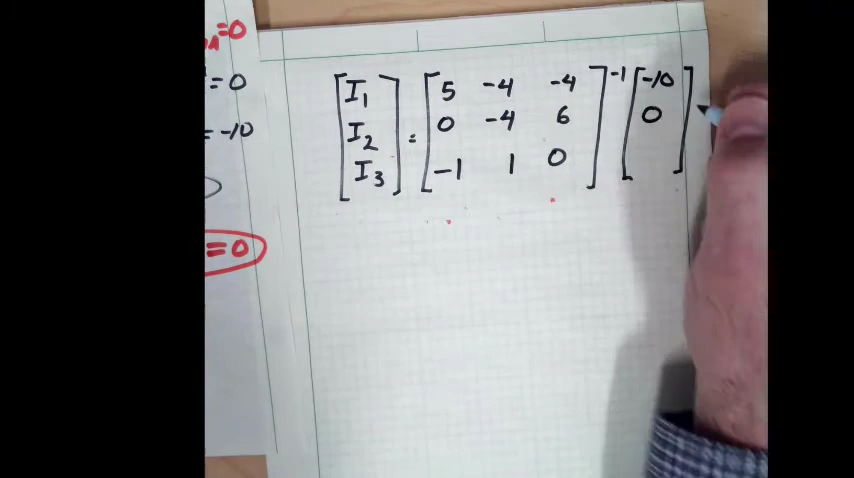 A=0
=0
=-10
=0
[I1] = [5 -4 -4]-1 [-10]
[I2] [0 -4 6] [0]
[I3] [-1 1 0]